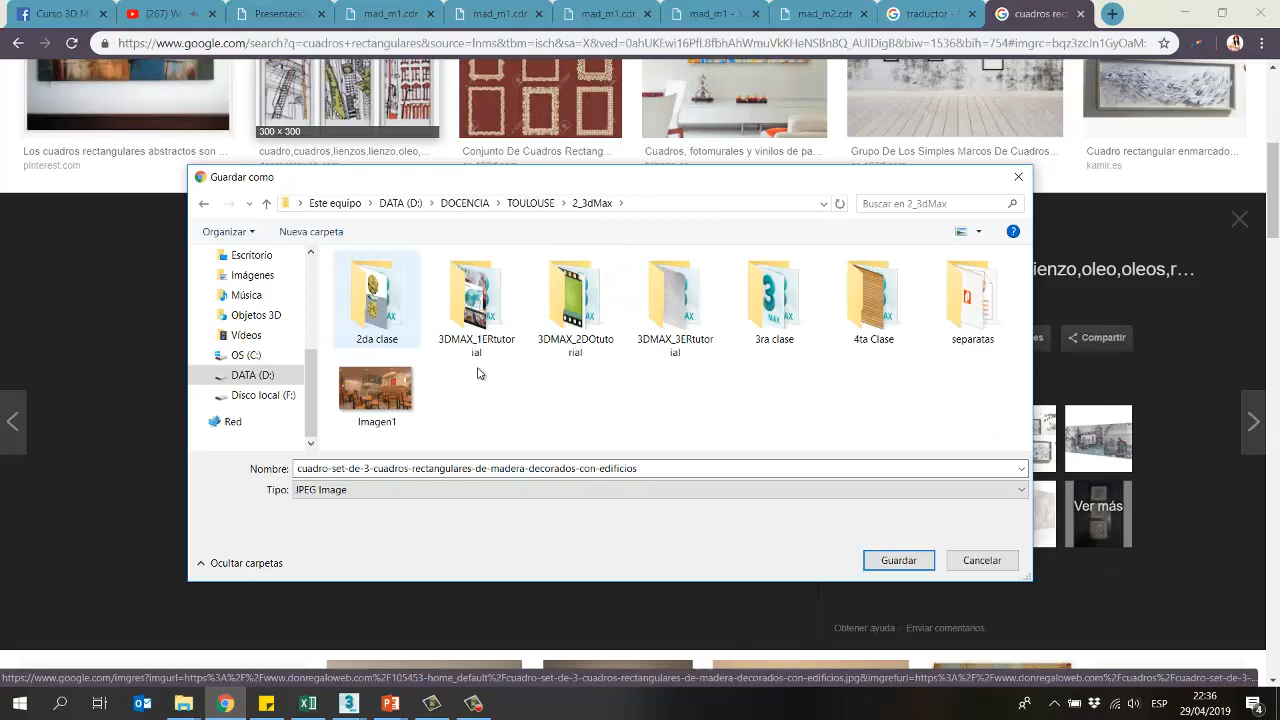 Curso 3D M
(267) W
Presentación
mad_m1.cdr
mad_m1.cdr
mad_m1.cdr
mad_m1 - 3
mad_m2.cdr
traductor -
cuadros rect
https://www.google.com/search?q=cuadros+rectangulares&source=lnms&tbm=isch&sa=X&ved=0ahUKEwi16PfL8fbhAhWmuVkKHeNSBn8Q_AUIDigB&biw=1536&bih=754#imgrc=bqz3zcJn1GyOaM:
300 × 300
Los cuadros rectangulares abstractos son ...
pinterest.com
cuadro,cuadros,lienzos,lienzo,oleo,...
Conjunto De Cuadros Rectang...
Cuadros, fotomurales y vinilos de pa...
Grupo De Los Simples Marcos De Cuadros...
Cuadro rectangular enmarcado...
kamir.es
Guardar como
Este equipo > DATA (D:) > DOCENCIA > TOULOUSE > 2_3dMax >
Buscar en 2_3dMax
Organizar
Nueva carpeta
Escritorio
Imágenes
Música
Objetos 3D
Vídeos
OS (C:)
DATA (D:)
Disco local (F:)
Red
2da clase
3DMAX_1ERtutor
ial
3DMAX_2DOtuto
rial
3DMAX_3ERtutor
ial
3ra clase
4ta Clase
separatas
Imagen1
Nombre: cuadro-set-de-3-cuadros-rectangulares-de-madera-decorados-con-edificios
Tipo: JPEG Image
Ocultar carpetas
Guardar
Cancelar
ienzo,oleo,oleos,r...
es
Compartir
Ver más
Obtener ayuda - Enviar comentarios
https://www.google.com/imgres?imgurl=https%3A%2F%2Fwww.donregaloweb.com%2F105453-home_default%2Fcuadro-set-de-3-cuadros-rectangulares-de-madera-decorados-con-edificios.jpg&imgrefurl=https%3A%2F%2Fwww.donregaloweb.com%2Fcuadros%2Fcuadro-set-de-3-...
ESP
22:36
29/04/2019
4